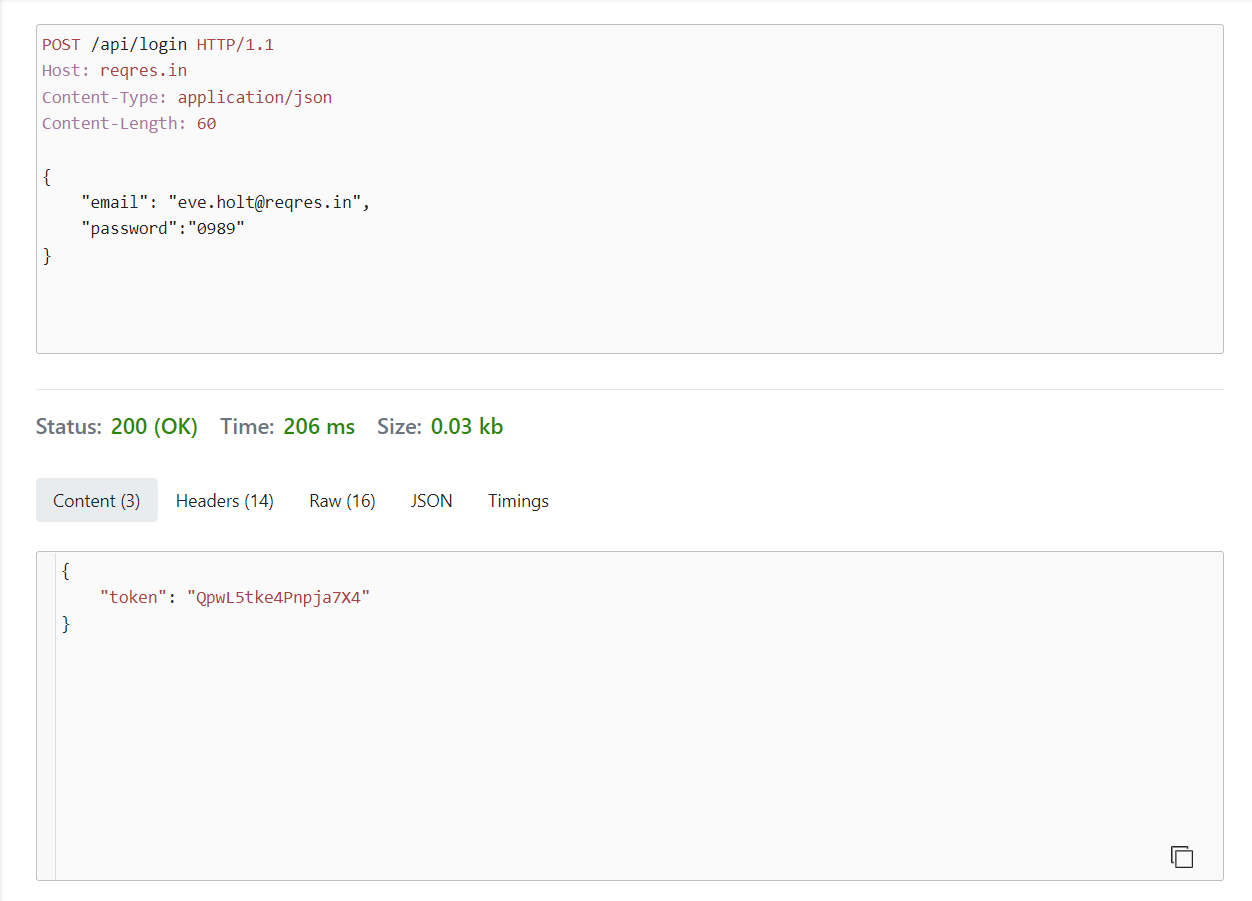 POST /api/login HTTP/1.1
Host: reqres.in
Content-Type: application/json
Content-Length: 60
{
    "email": "eve.holt@reqres.in",
    "password":"0989"
}
Status: 200 (OK) Time: 206 ms Size: 0.03 kb
Content (3) Headers (14) Raw (16) JSON Timings
{
    "token": "QpwL5tke4Pnpja7X4"
}